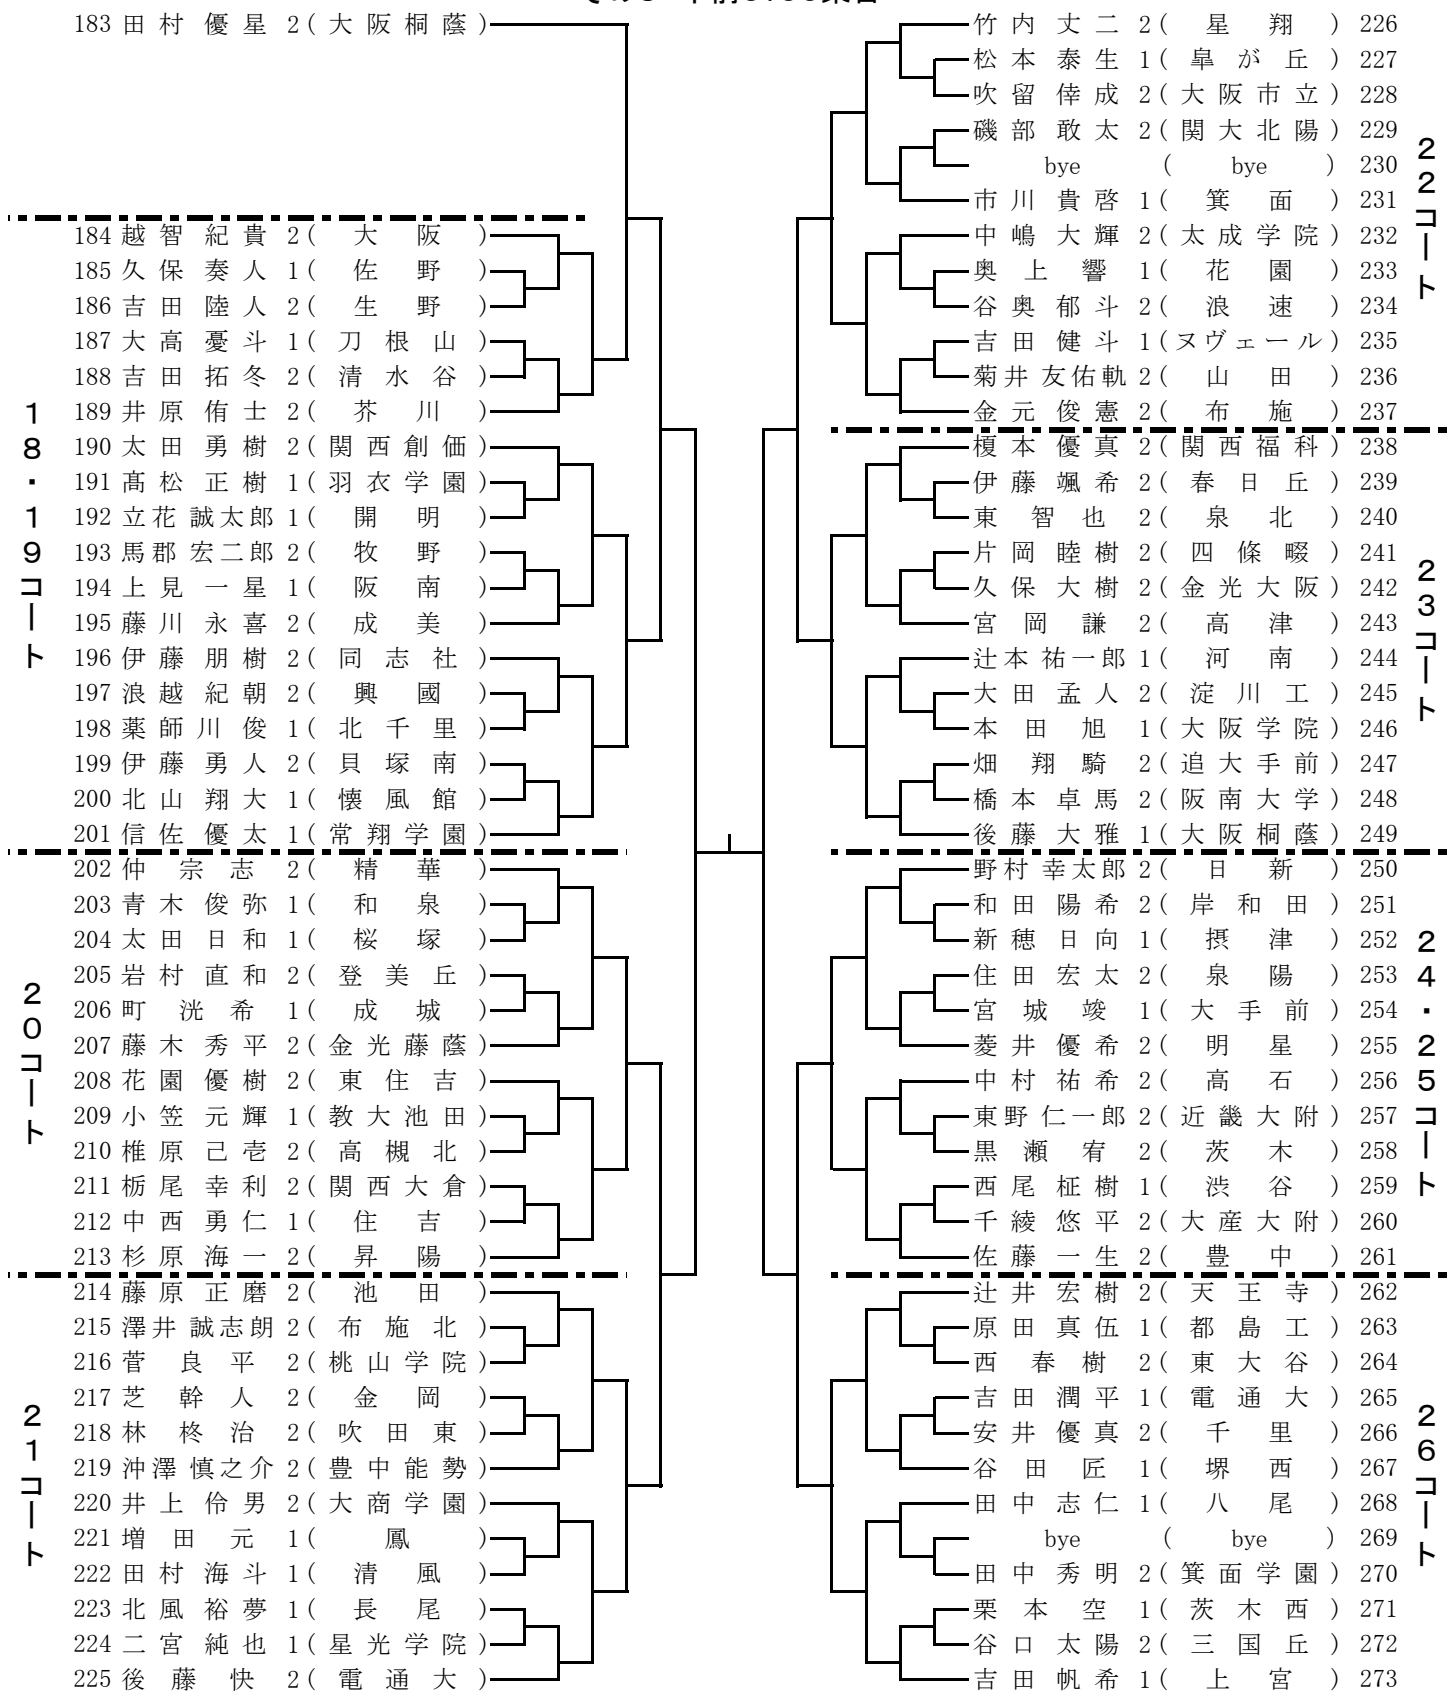 183 田村優星 2(大阪桐蔭)
184 越智紀貴 2(大阪)
185 久保奏人 1(佐野)
186 吉田陸人 2(生野)
187 大高憂斗 1(刀根山)
188 吉田拓冬 2(清水谷)
189 井原侑士 2(芥川)
190 太田勇樹 2(関西創価)
191 髙松正樹 1(羽衣学園)
192 立花誠太郎 1(開明)
193 馬郡宏二郎 2(牧野)
194 上見一星 1(阪南)
195 藤川永喜 2(成美)
196 伊藤朋樹 2(同志社)
197 浪越紀朝 2(興國)
198 薬師川俊 1(北千里)
199 伊藤勇人 2(貝塚南)
200 北山翔大 1(懐風館)
201 信佐優太 1(常翔学園)
18・19コート
202 仲宗志 2(精華)
203 青木俊弥 1(和泉)
204 太田日和 1(桜塚)
205 岩村直和 2(登美丘)
206 町洸希 1(成城)
207 藤木秀平 2(金光藤蔭)
208 花園優樹 2(東住吉)
209 小笠元輝 1(教大池田)
210 椎原己壱 2(高槻北)
211 栃尾幸利 2(関西大倉)
212 中西勇仁 1(住吉)
213 杉原海一 2(昇陽)
20コート
214 藤原正磨 2(池田)
215 澤井誠志朗 2(布施北)
216 菅良平 2(桃山学院)
217 芝幹人 2(金岡)
218 林柊治 2(吹田東)
219 沖澤慎之介 2(豊中能勢)
220 井上伶男 2(大商学園)
221 増田元 1(鳳)
222 田村海斗 1(清風)
223 北風裕夢 1(長尾)
224 二宮純也 1(星光学院)
225 後藤快 2(電通大)
21コート
竹内丈二 2(星翔) 226
松本泰生 1(皐が丘) 227
吹留倖成 2(大阪市立) 228
磯部敢太 2(関大北陽) 229
bye (bye) 230
市川貴啓 1(箕面) 231
中嶋大輝 2(太成学院) 232
奥上響 1(花園) 233
谷奥郁斗 2(浪速) 234
吉田健斗 1(ヌヴェール) 235
菊井友佑軌 2(山田) 236
金元俊憲 2(布施) 237
22コート
榎本優真 2(関西福科) 238
伊藤颯希 2(春日丘) 239
東智也 2(泉北) 240
片岡睦樹 2(四條畷) 241
久保大樹 2(金光大阪) 242
宮岡謙 2(高津) 243
辻本祐一郎 1(河南) 244
大田孟人 2(淀川工) 245
本田旭 1(大阪学院) 246
畑翔騎 2(追大手前) 247
橋本卓馬 2(阪南大学) 248
後藤大雅 1(大阪桐蔭) 249
23コート
野村幸太郎 2(日新) 250
和田陽希 2(岸和田) 251
新穂日向 1(摂津) 252
住田宏太 2(泉陽) 253
宮城竣 1(大手前) 254
菱井優希 2(明星) 255
中村祐希 2(高石) 256
東野仁一郎 2(近畿大附) 257
黒瀬宥 2(茨木) 258
西尾柾樹 1(渋谷) 259
千綾悠平 2(大産大附) 260
佐藤一生 2(豊中) 261
24・25コート
辻井宏樹 2(天王寺) 262
原田真伍 1(都島工) 263
西春樹 2(東大谷) 264
吉田潤平 1(電通大) 265
安井優真 2(千里) 266
谷田匠 1(堺西) 267
田中志仁 1(八尾) 268
bye (bye) 269
田中秀明 2(箕面学園) 270
栗本空 1(茨木西) 271
谷口太陽 2(三国丘) 272
吉田帆希 1(上宮) 273
26コート